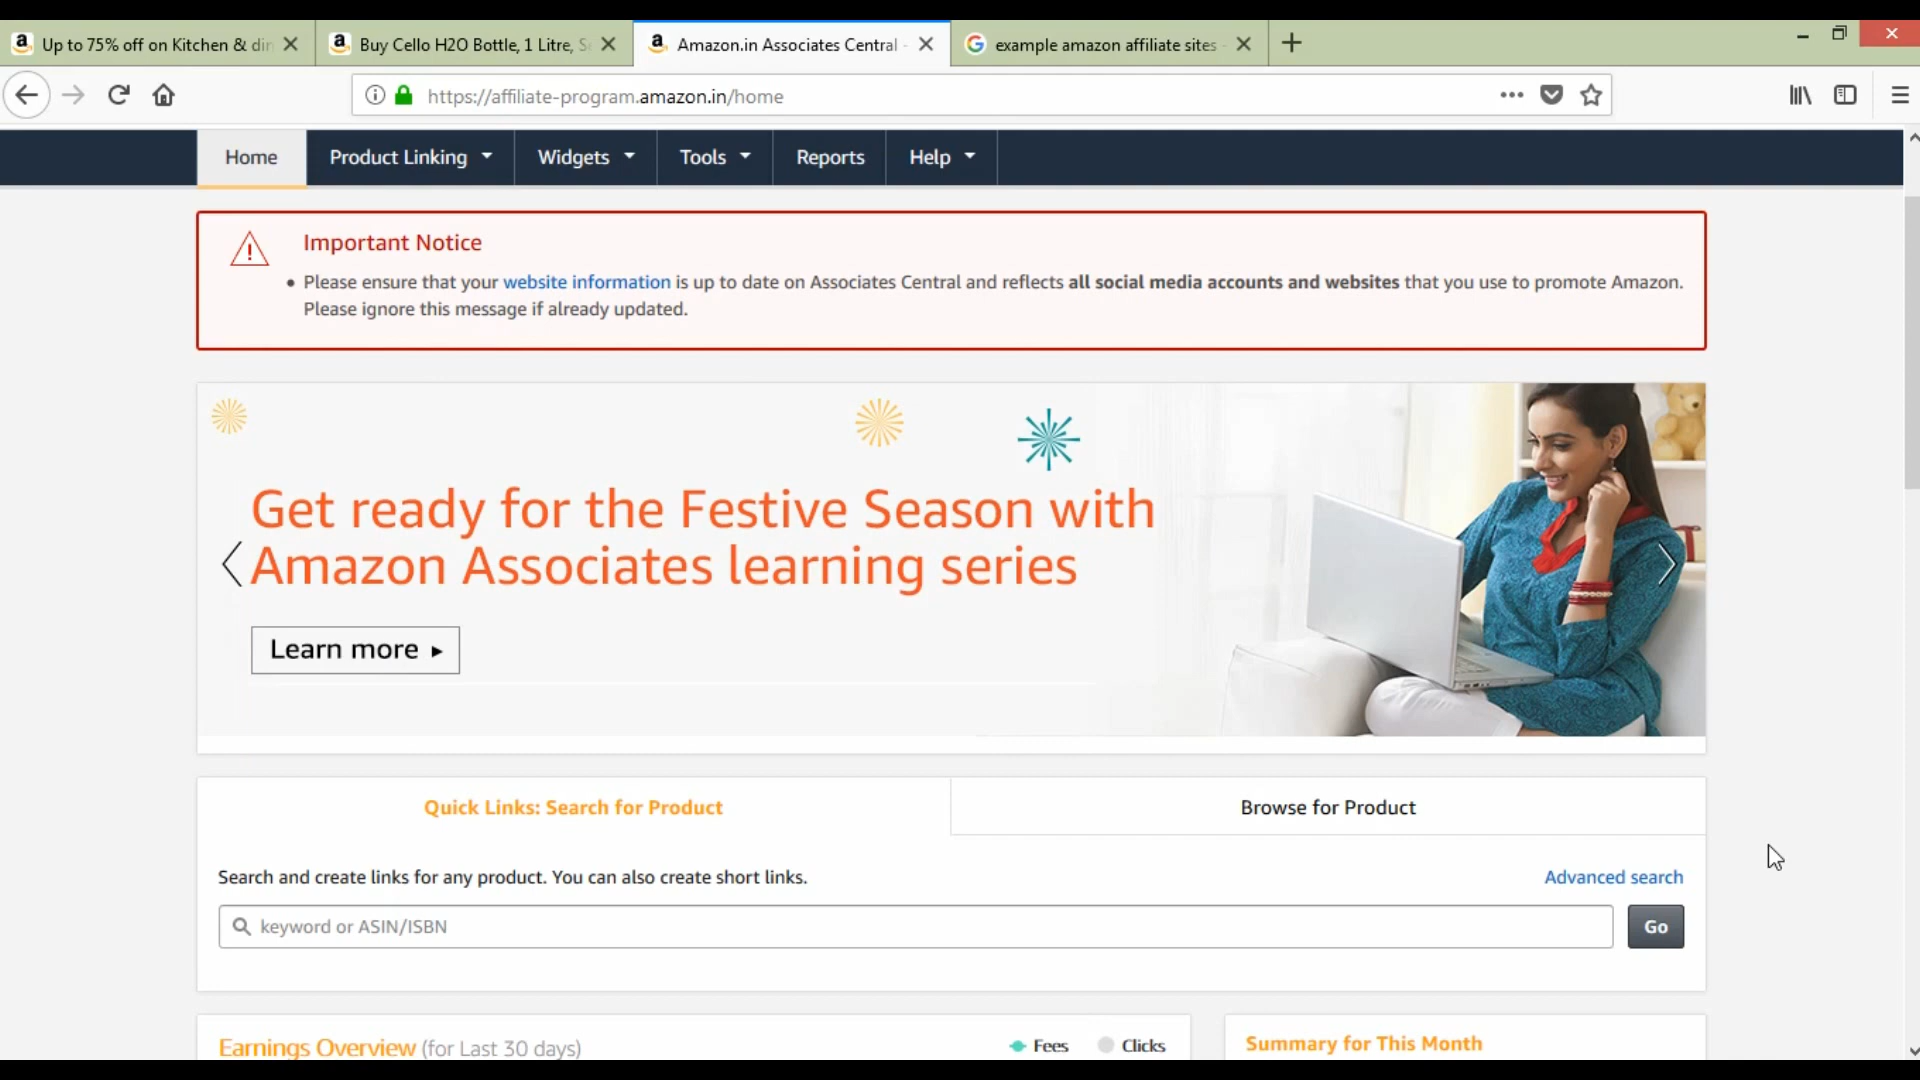 Up to 75% off on Kitchen & din
Buy Cello H2O Bottle, 1 Litre, S
Amazon.in Associates Central -
example amazon affiliate sites -
https://affiliate-program.amazon.in/home
Home
Product Linking
Widgets
Tools
Reports
Help
Important Notice
• Please ensure that your website information is up to date on Associates Central and reflects all social media accounts and websites that you use to promote Amazon.
Please ignore this message if already updated.
Get ready for the Festive Season with
Amazon Associates learning series
Learn more ▸
Quick Links: Search for Product
Browse for Product
Search and create links for any product. You can also create short links.
Advanced search
keyword or ASIN/ISBN
Go
Earnings Overview (for Last 30 days)
Fees
Clicks
Summary for This Month